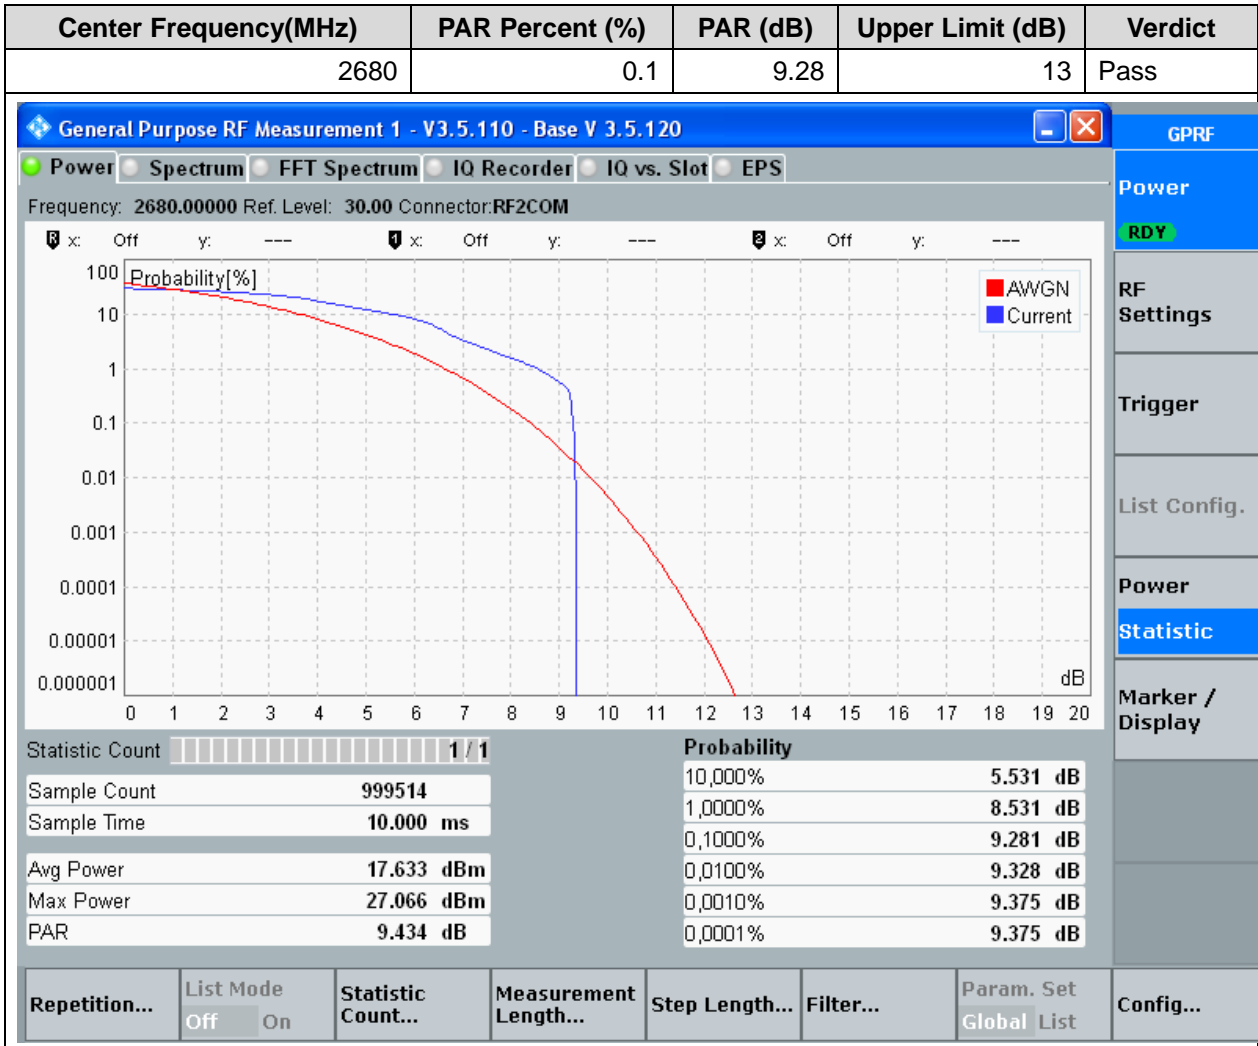 Center Frequency(MHz) PAR Percent (%) PAR (dB) Upper Limit (dB) Verdict
2680 0.1 9.28 13 Pass
General Purpose RF Measurement 1 - V3.5.110 - Base V 3.5.120
GPRF
Power Spectrum FFT Spectrum IQ Recorder IQ vs. Slot EPS
Power
RDY
Frequency: 2680.00000 Ref. Level: 30.00 Connector:RF2COM
R x: Off y: --- 1 x: Off y: --- 2 x: Off y: ---
Probability[%]
100
10
1
0.1
0.01
0.001
0.0001
0.00001
0.000001
AWGN
Current
dB
0 1 2 3 4 5 6 7 8 9 10 11 12 13 14 15 16 17 18 19 20
RF
Settings
Trigger
List Config.
Power
Statistic
Marker /
Display
Statistic Count 1 / 1
Sample Count 999514
Sample Time 10.000 ms
Avg Power 17.633 dBm
Max Power 27.066 dBm
PAR 9.434 dB
Probability
10,000% 5.531 dB
1,0000% 8.531 dB
0,1000% 9.281 dB
0,0100% 9.328 dB
0,0010% 9.375 dB
0,0001% 9.375 dB
Repetition...
List Mode
Off On
Statistic
Count...
Measurement
Length...
Step Length...
Filter...
Param. Set
Global List
Config...